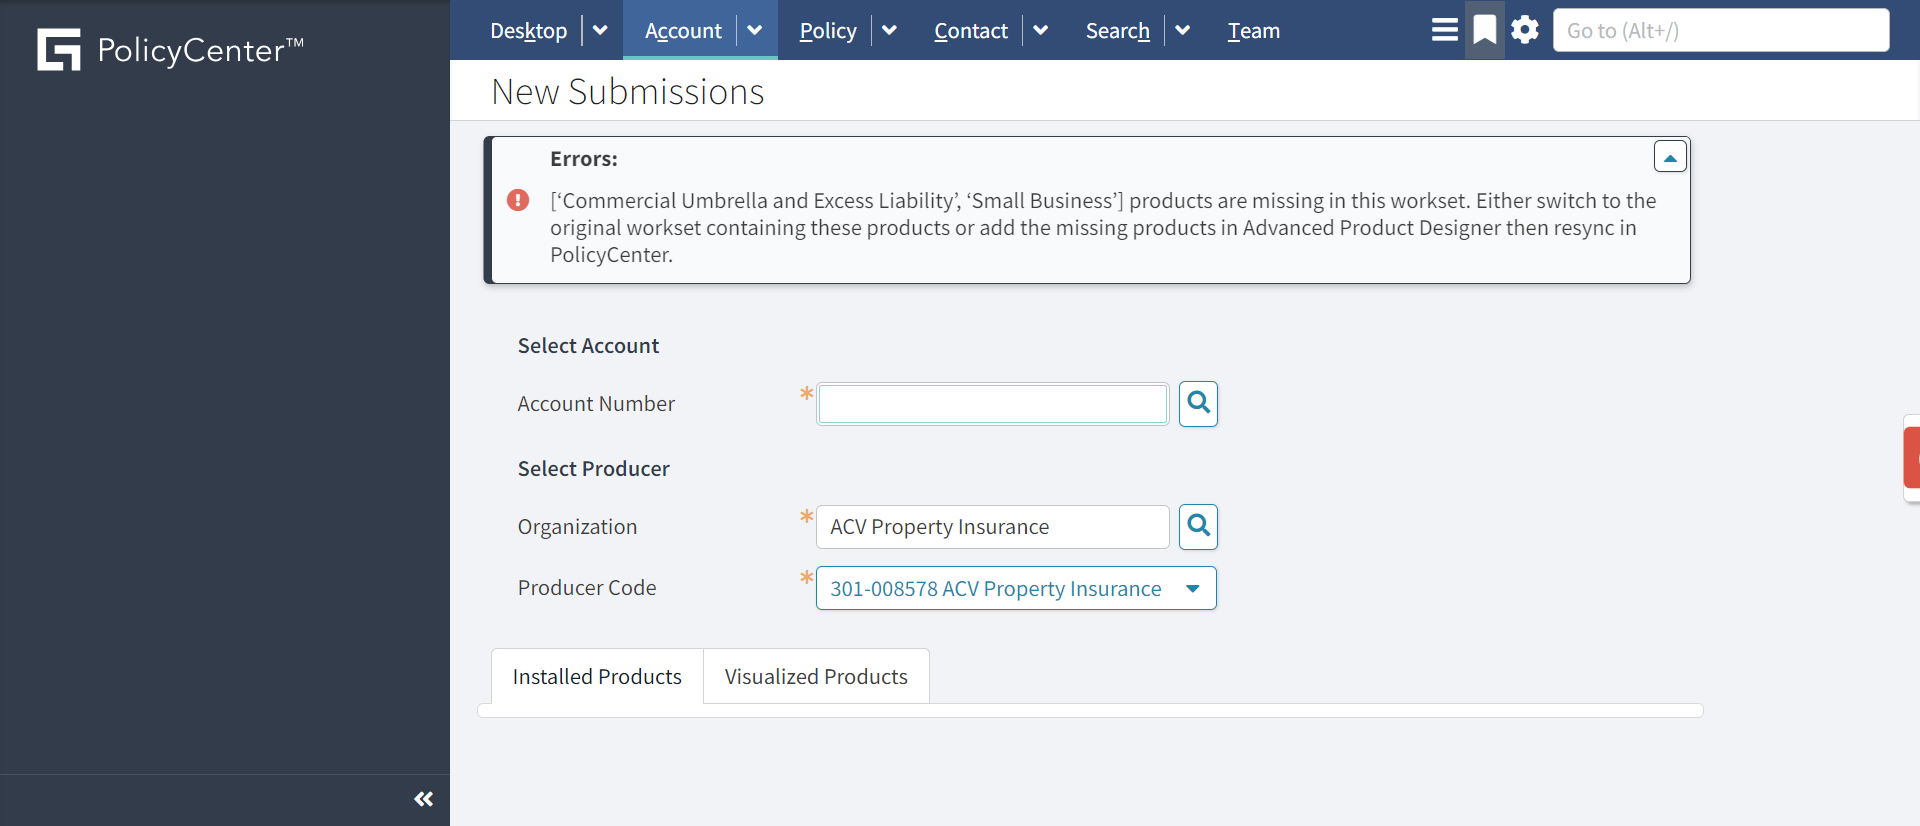 PolicyCenter™
Desktop Account Policy Contact Search Team Go to (Alt+/)
New Submissions
Errors:
[‘Commercial Umbrella and Excess Liability’, ‘Small Business’] products are missing in this workset. Either switch to the
original workset containing these products or add the missing products in Advanced Product Designer then resync in
PolicyCenter.
Select Account
Account Number *
Select Producer
Organization * ACV Property Insurance
Producer Code * 301-008578 ACV Property Insurance
Installed Products Visualized Products